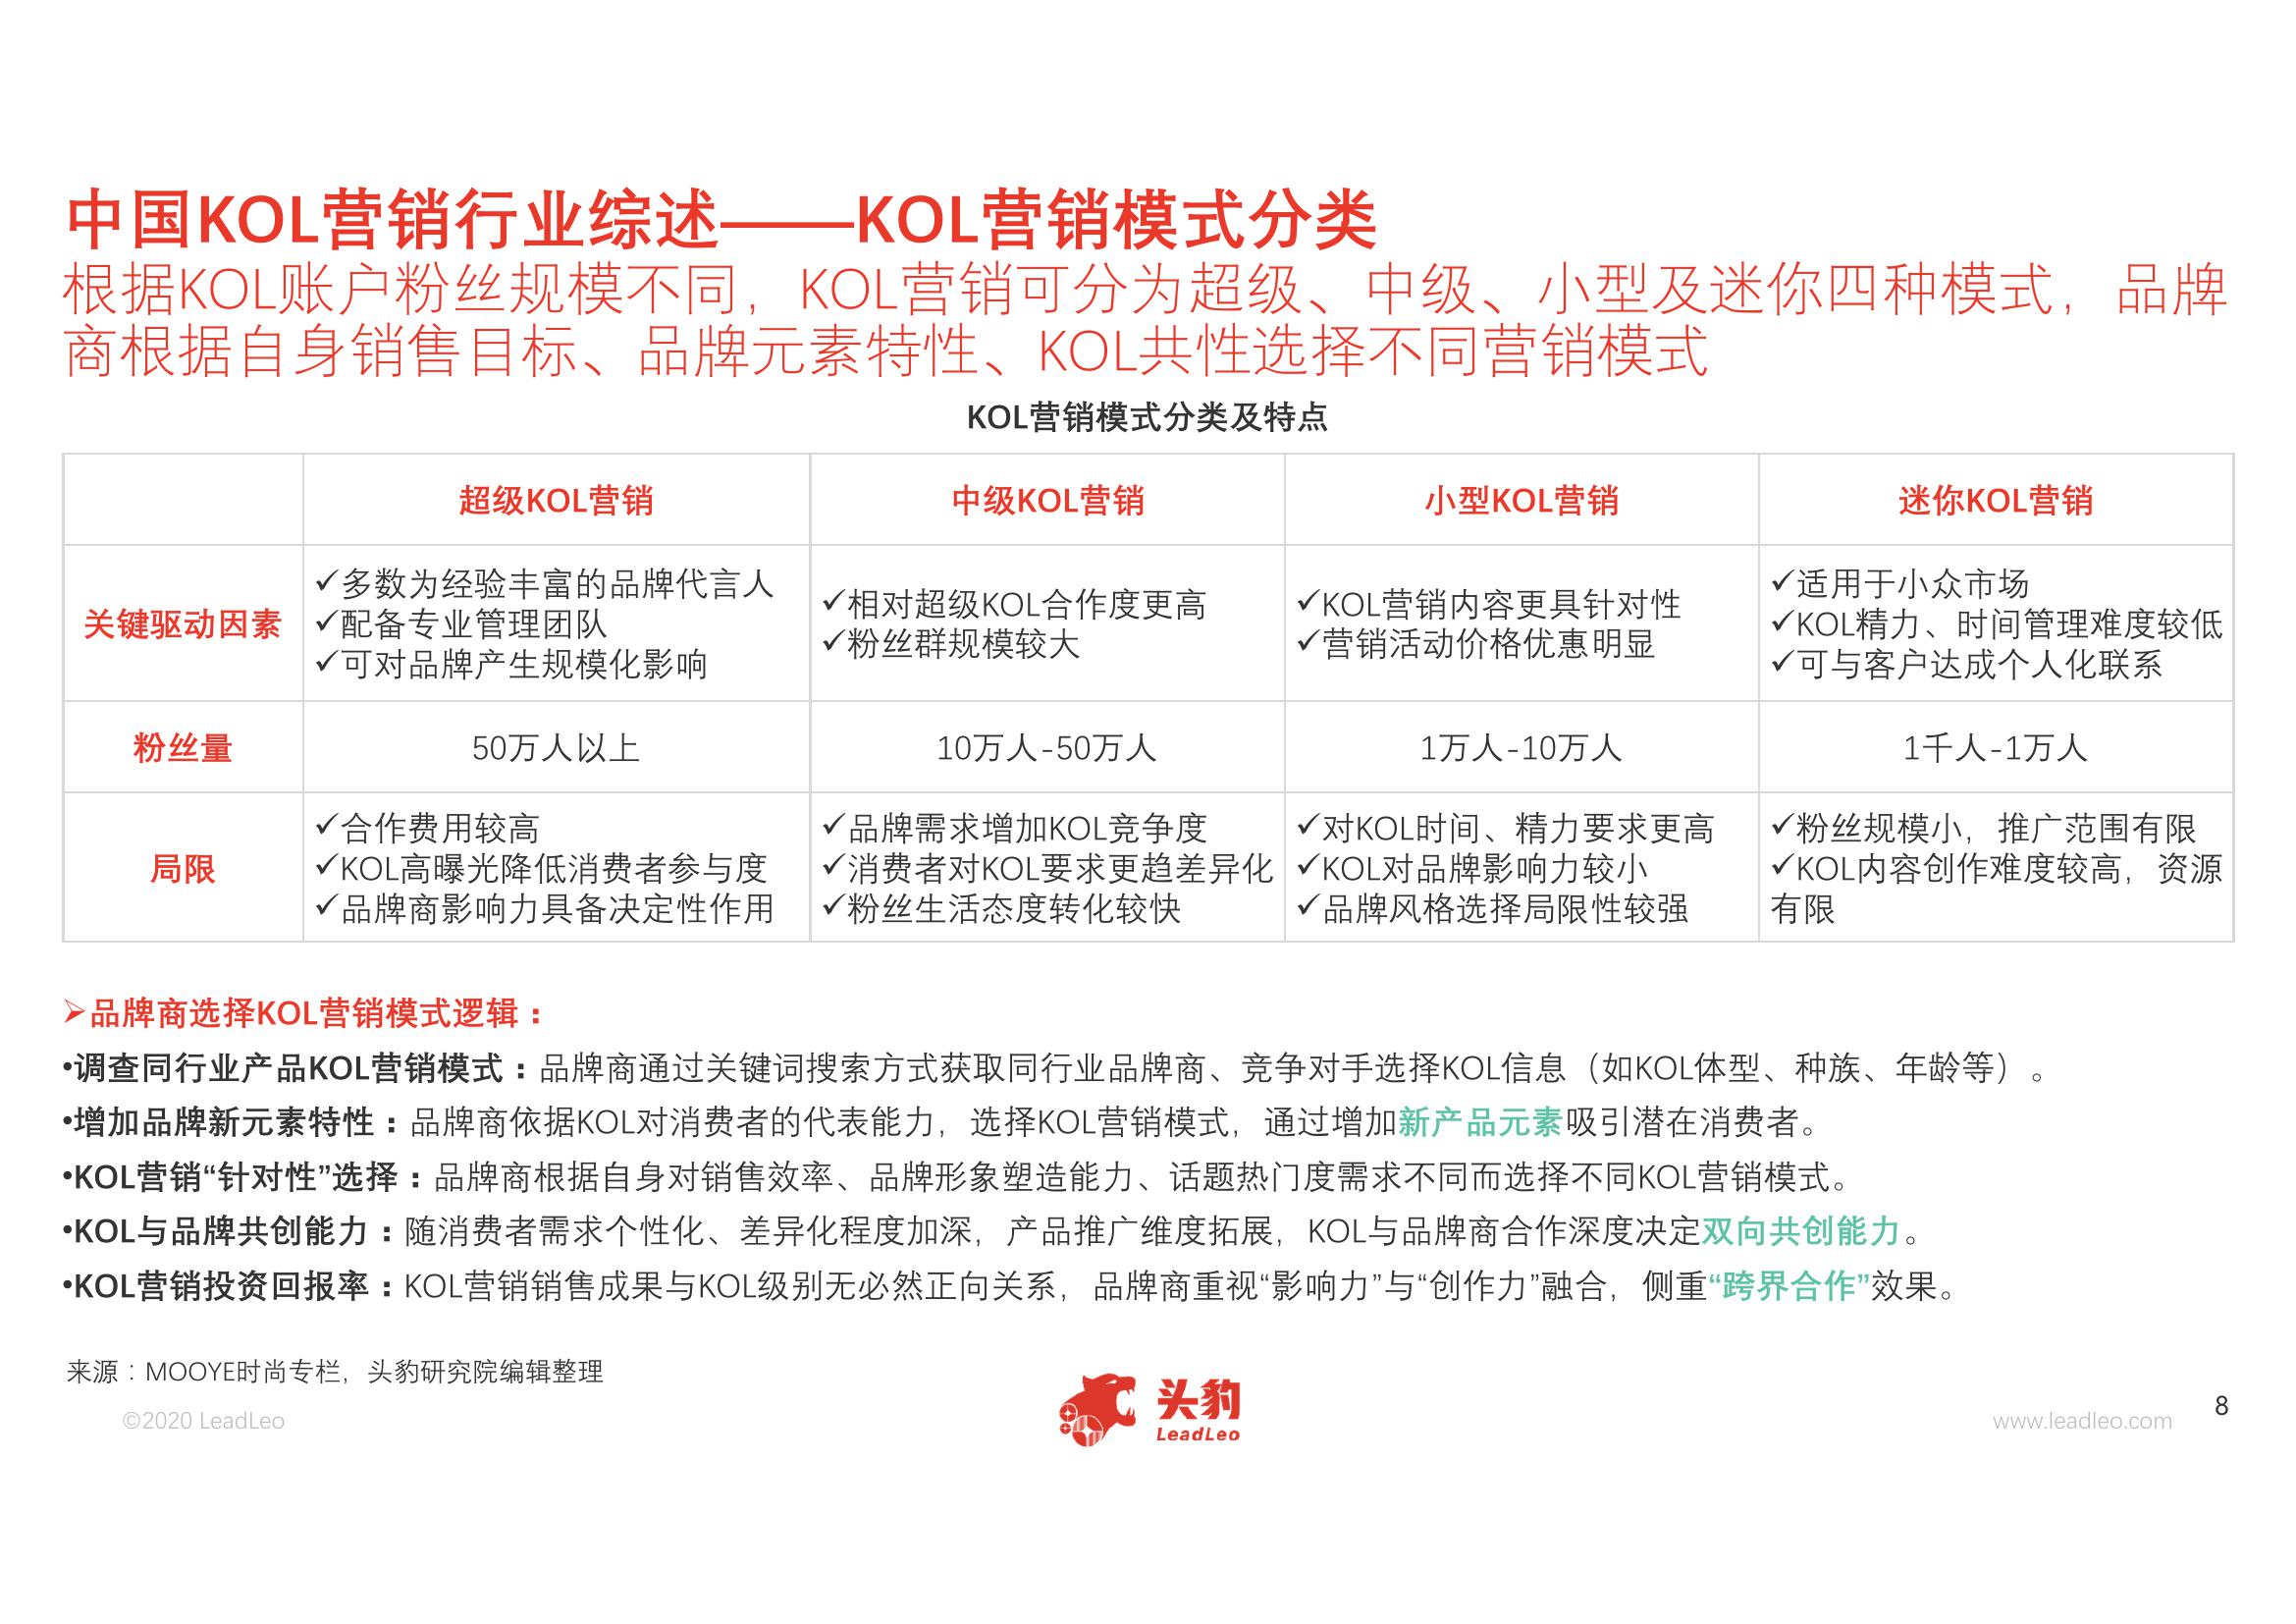 中国KOL营销行业综述——KOL营销模式分类
根据KOL账户粉丝规模不同，KOL营销可分为超级、中级、小型及迷你四种模式，品牌
商根据自身销售目标、品牌元素特性、KOL共性选择不同营销模式
KOL营销模式分类及特点
超级KOL营销 中级KOL营销 小型KOL营销 迷你KOL营销
关键驱动因素
✓多数为经验丰富的品牌代言人
✓配备专业管理团队
✓可对品牌产生规模化影响
✓相对超级KOL合作度更高
✓粉丝群规模较大
✓KOL营销内容更具针对性
✓营销活动价格优惠明显
✓适用于小众市场
✓KOL精力、时间管理难度较低
✓可与客户达成个人化联系
粉丝量 50万人以上 10万人-50万人 1万人-10万人 1千人-1万人
局限
✓合作费用较高
✓KOL高曝光降低消费者参与度
✓品牌商影响力具备决定性作用
✓品牌需求增加KOL竞争度
✓消费者对KOL要求更趋差异化
✓粉丝生活态度转化较快
✓对KOL时间、精力要求更高
✓KOL对品牌影响力较小
✓品牌风格选择局限性较强
✓粉丝规模小，推广范围有限
✓KOL内容创作难度较高，资源
有限
➢品牌商选择KOL营销模式逻辑：
•调查同行业产品KOL营销模式：品牌商通过关键词搜索方式获取同行业品牌商、竞争对手选择KOL信息（如KOL体型、种族、年龄等）。
•增加品牌新元素特性：品牌商依据KOL对消费者的代表能力，选择KOL营销模式，通过增加新产品元素吸引潜在消费者。
•KOL营销“针对性”选择：品牌商根据自身对销售效率、品牌形象塑造能力、话题热门度需求不同而选择不同KOL营销模式。
•KOL与品牌共创能力：随消费者需求个性化、差异化程度加深，产品推广维度拓展，KOL与品牌商合作深度决定双向共创能力。
•KOL营销投资回报率：KOL营销销售成果与KOL级别无必然正向关系，品牌商重视“影响力”与“创作力”融合，侧重“跨界合作”效果。
来源：MOOYE时尚专栏，头豹研究院编辑整理
©2020 LeadLeo
头豹
LeadLeo
www.leadleo.com
8